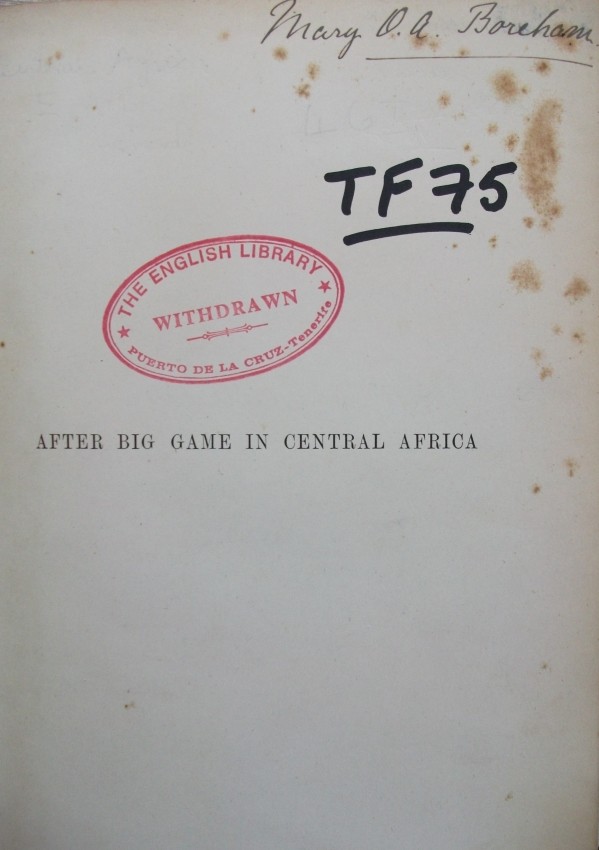 Mary O. A. Boreham.
TF75
★ THE ENGLISH LIBRARY ★
WITHDRAWN
PUERTO DE LA CRUZ-Tenerife
AFTER BIG GAME IN CENTRAL AFRICA